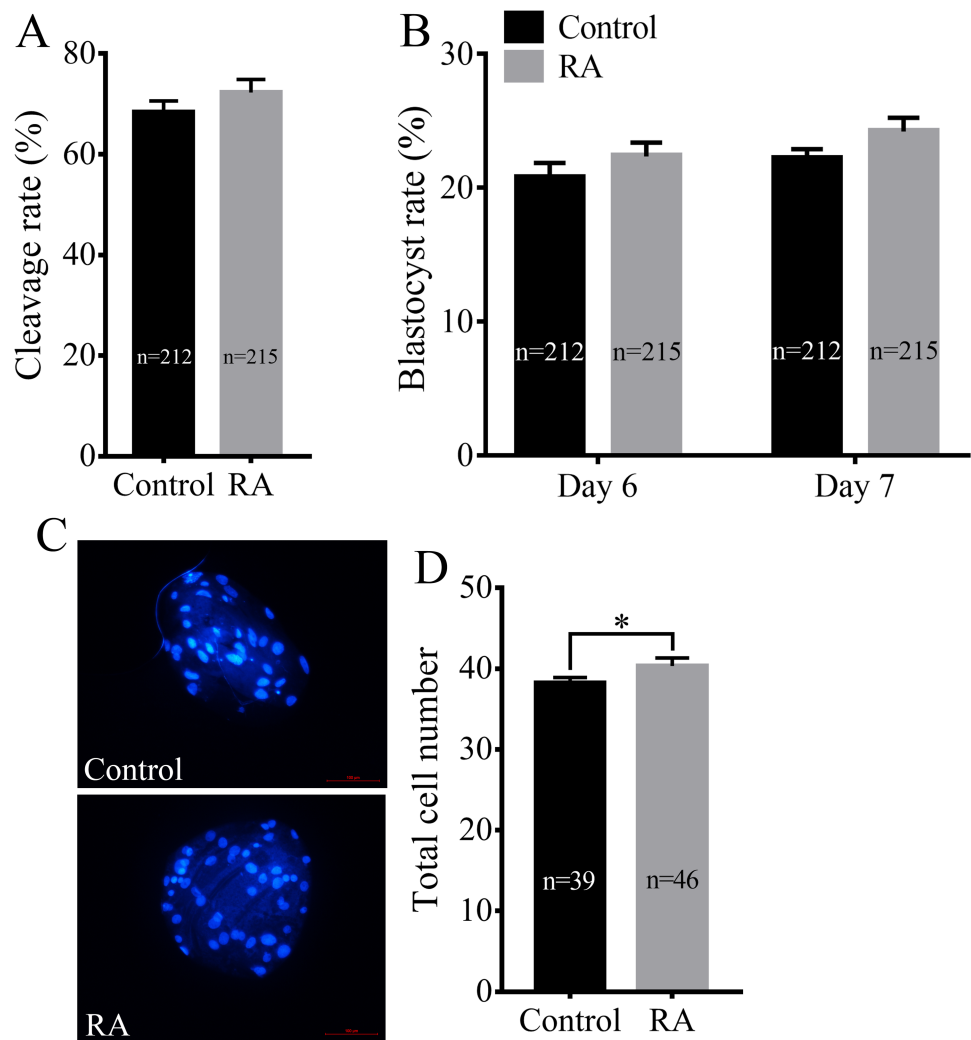 A
Cleavage rate (%)
80
60
40
20
0
n=212
n=215
Control
RA
B
Control
RA
Blastocyst rate (%)
30
20
10
0
n=212
n=215
n=212
n=215
Day 6
Day 7
C
Control
RA
D
Total cell number
50
40
30
20
10
0
*
n=39
n=46
Control
RA